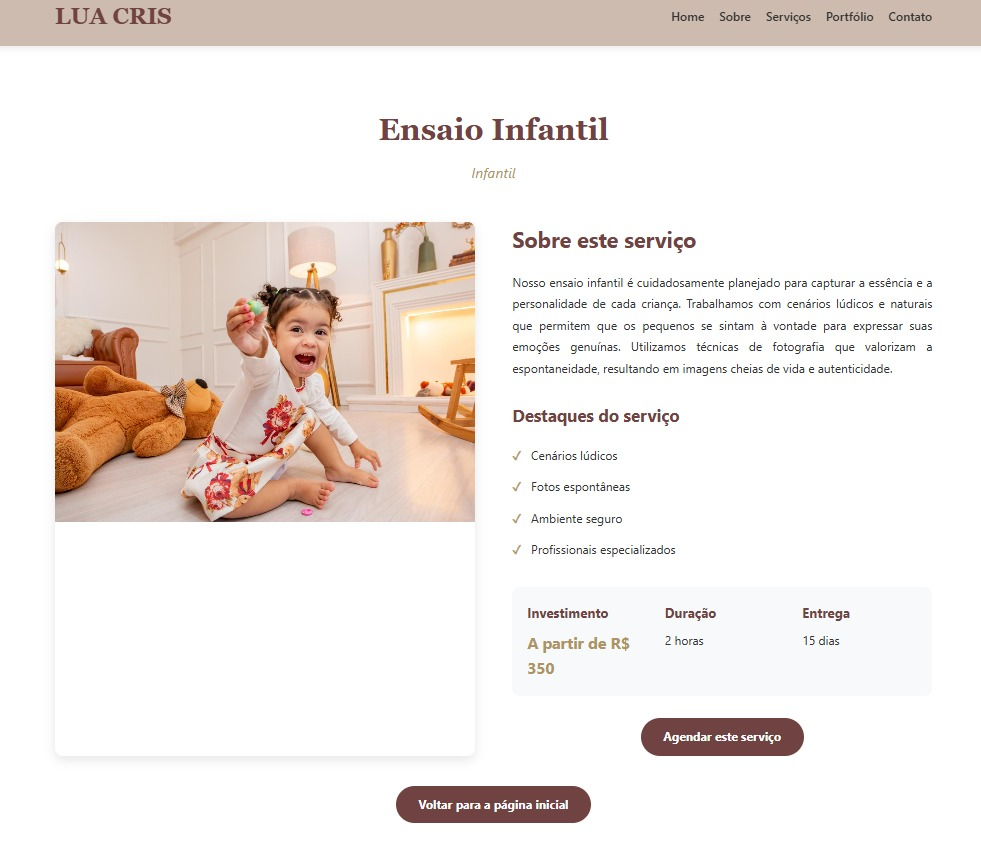 LUA CRIS
Home Sobre Serviços Portfólio Contato
Ensaio Infantil
Infantil
Sobre este serviço
Nosso ensaio infantil é cuidadosamente planejado para capturar a essência e a
personalidade de cada criança. Trabalhamos com cenários lúdicos e naturais
que permitem que os pequenos se sintam à vontade para expressar suas
emoções genuínas. Utilizamos técnicas de fotografia que valorizam a
espontaneidade, resultando em imagens cheias de vida e autenticidade.
Destaques do serviço
✓ Cenários lúdicos
✓ Fotos espontâneas
✓ Ambiente seguro
✓ Profissionais especializados
Investimento
A partir de R$
350
Duração
2 horas
Entrega
15 dias
Agendar este serviço
Voltar para a página inicial